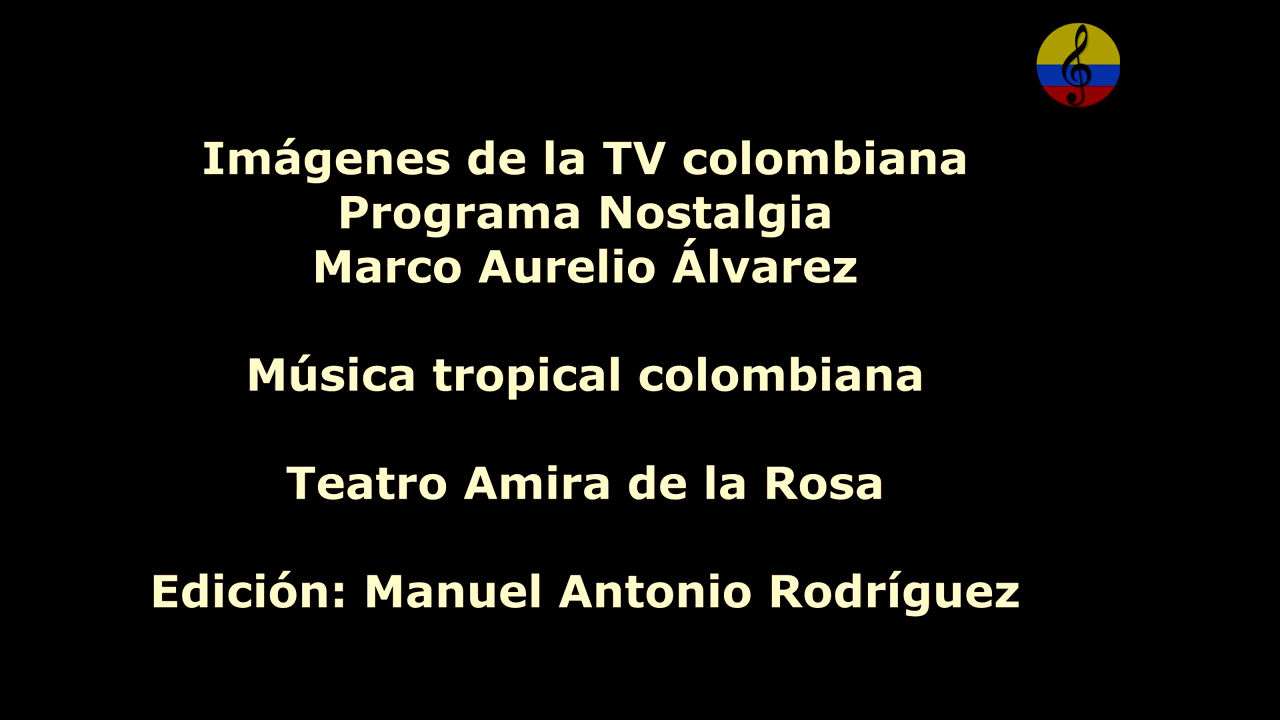 Imágenes de la TV colombiana
Programa Nostalgia
Marco Aurelio Álvarez
Música tropical colombiana
Teatro Amira de la Rosa
Edición: Manuel Antonio Rodríguez